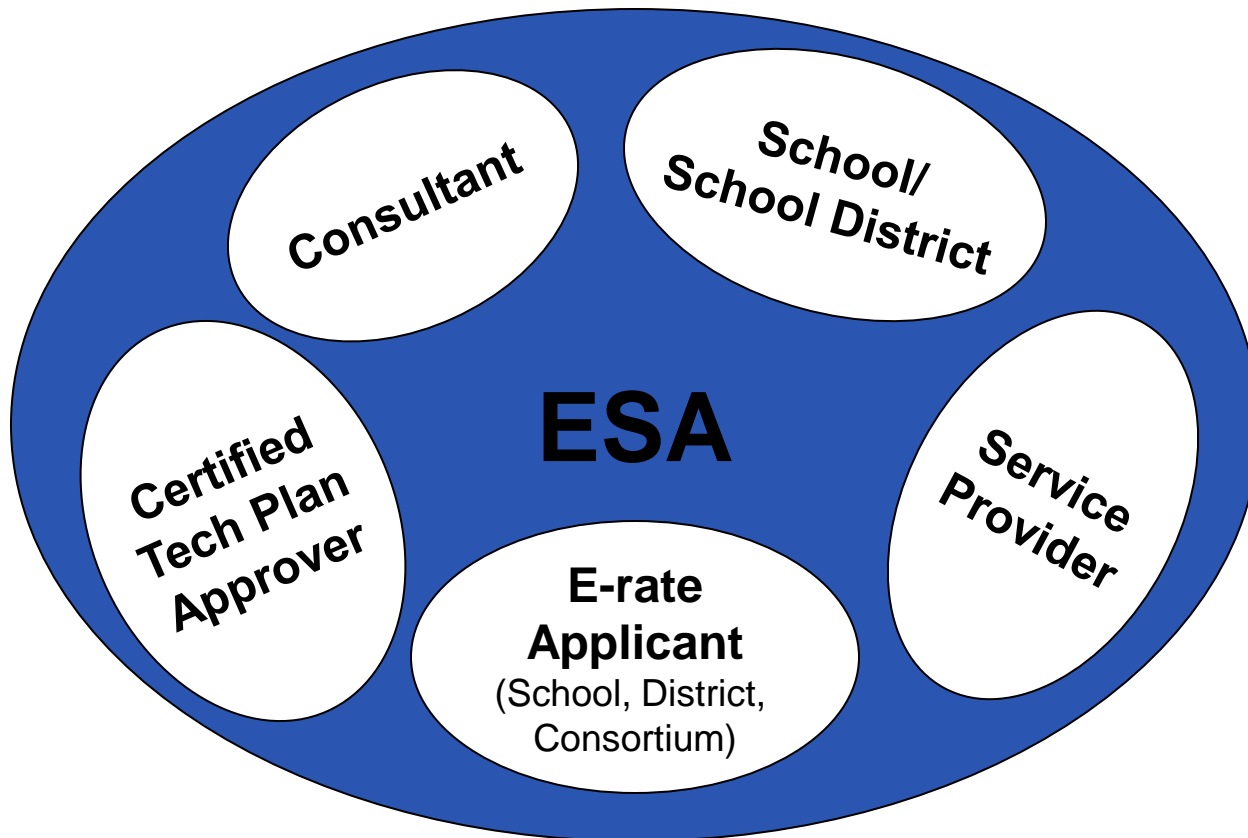 Consultant
School/
School District
ESA
Certified
Tech Plan
Approver
Service
Provider
E-rate
Applicant
(School, District,
Consortium)